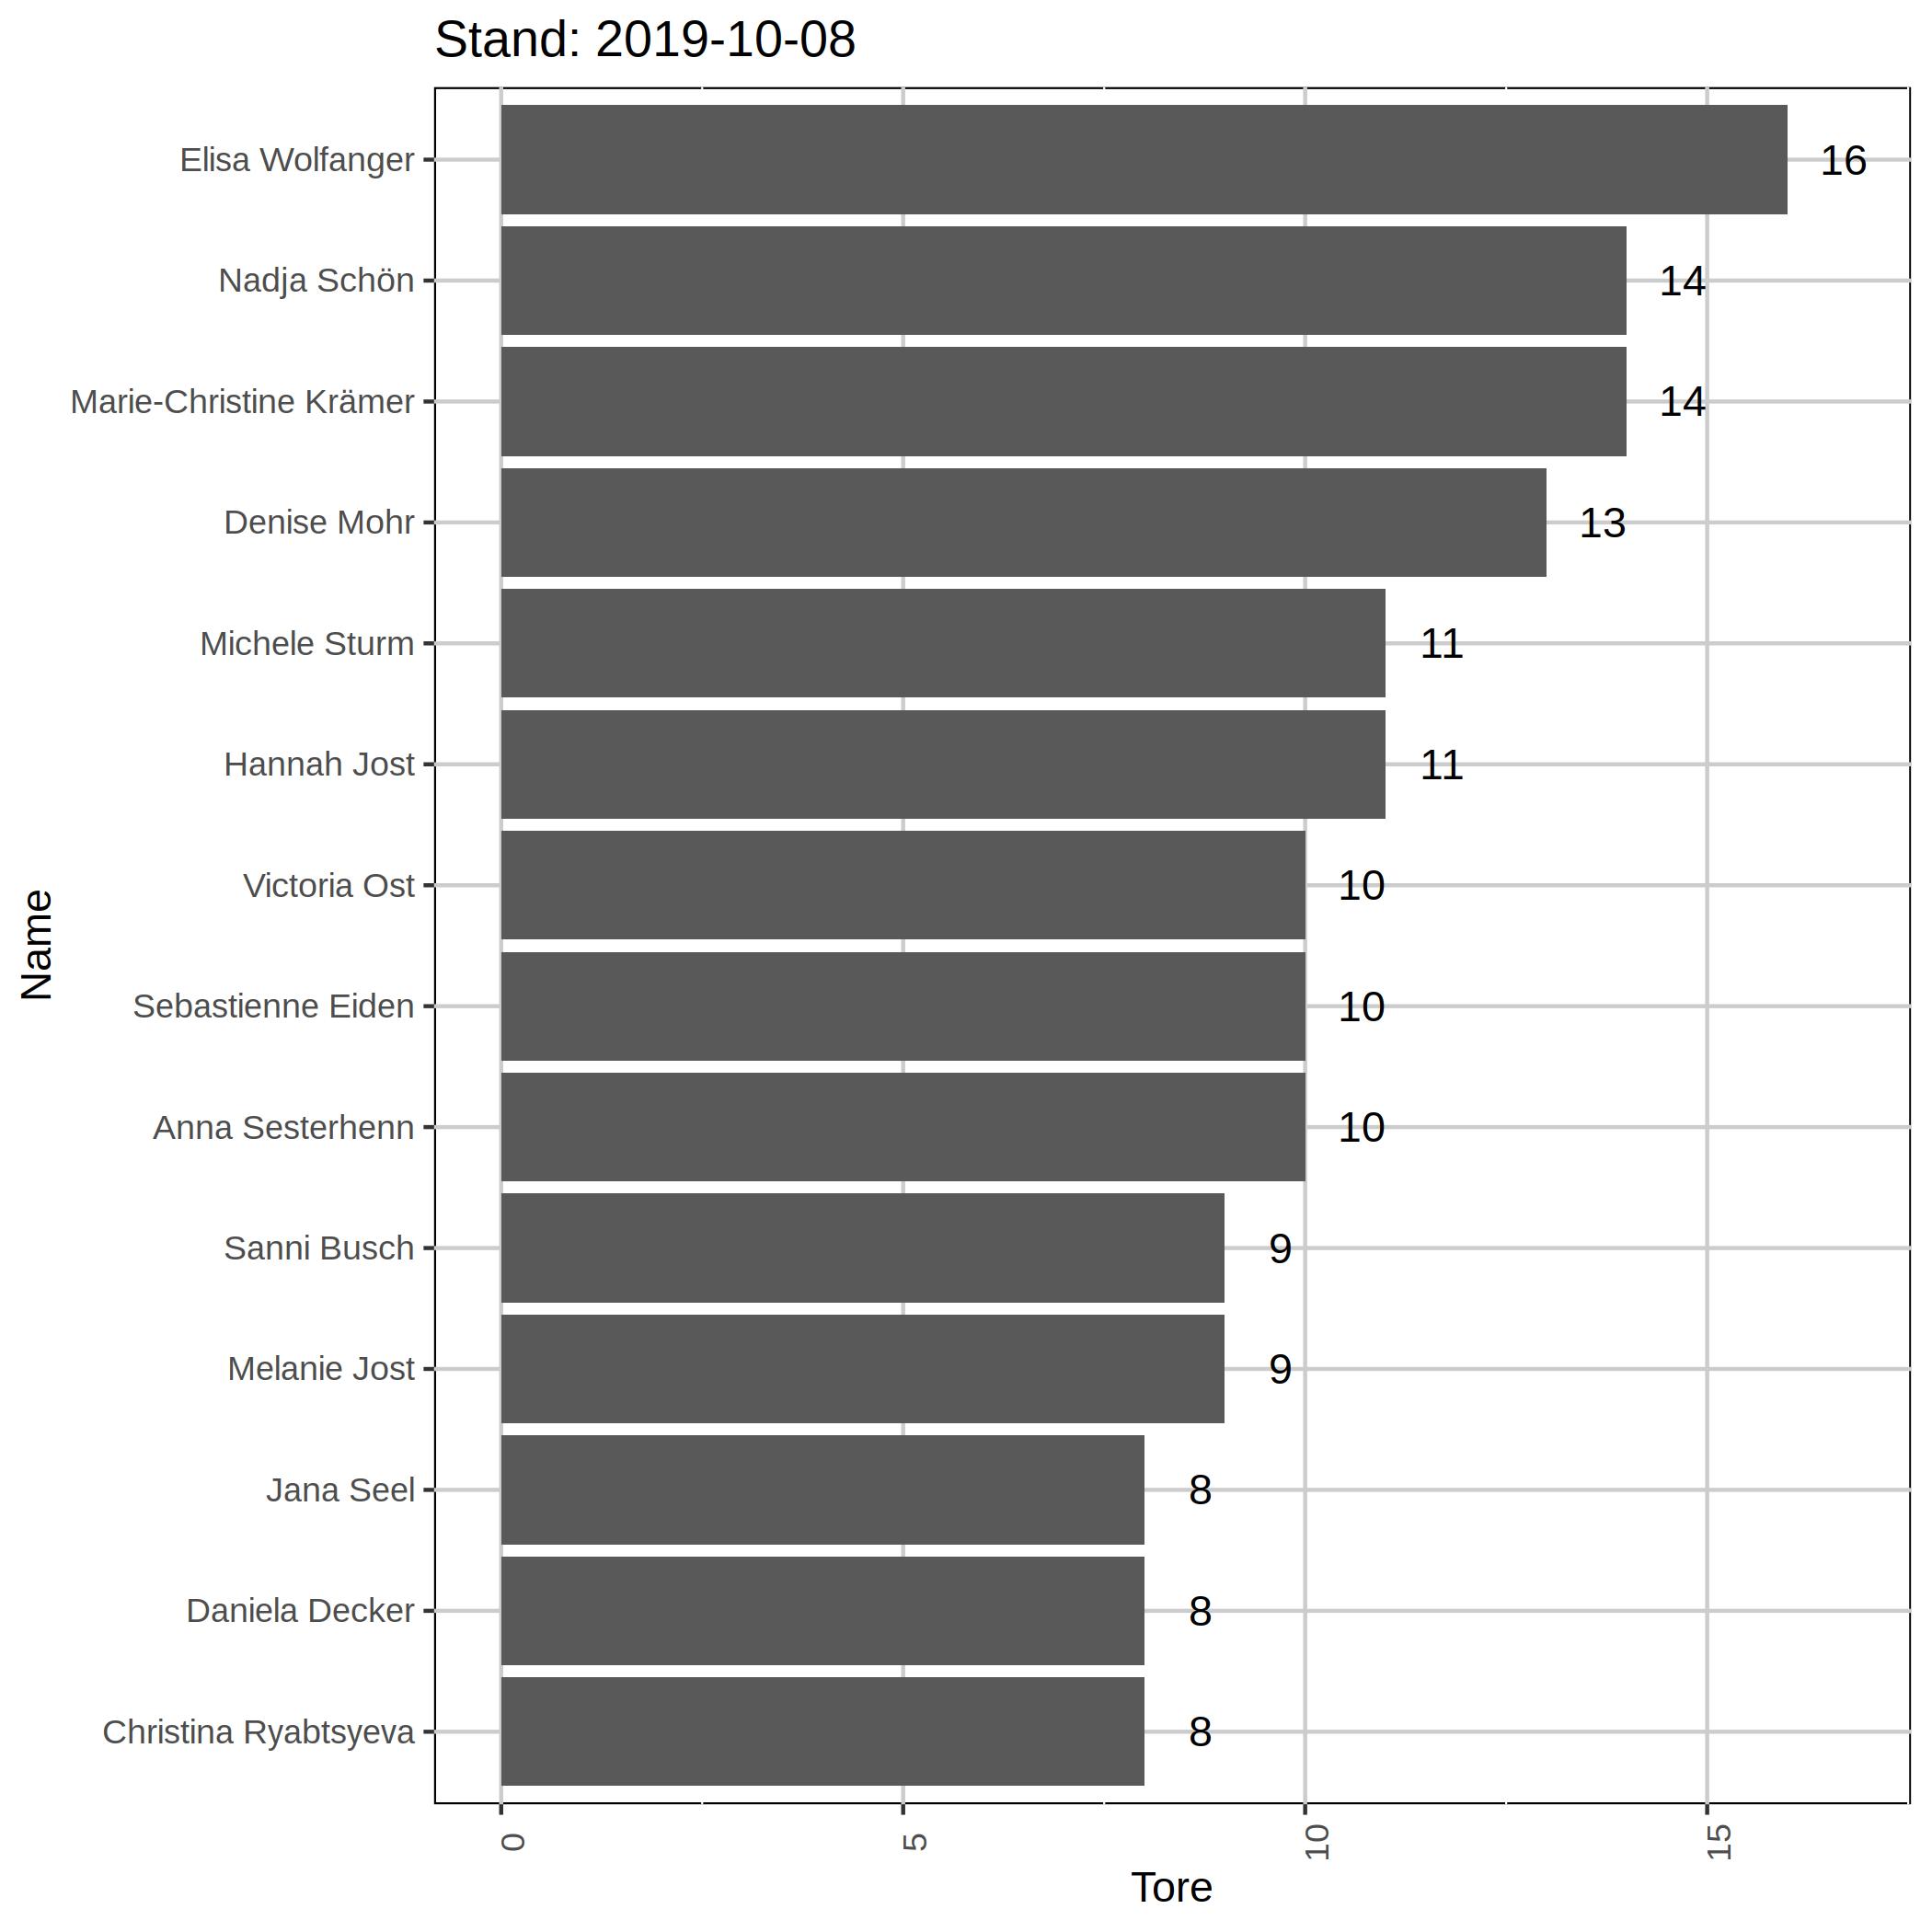 Stand: 2019-10-08
Elisa Wolfanger 16
Nadja Schön 14
Marie-Christine Krämer 14
Denise Mohr 13
Michele Sturm 11
Hannah Jost 11
Victoria Ost 10
Sebastienne Eiden 10
Anna Sesterhenn 10
Sanni Busch 9
Melanie Jost 9
Jana Seel 8
Daniela Decker 8
Christina Ryabtsyeva 8
Name
0 5 10 15
Tore